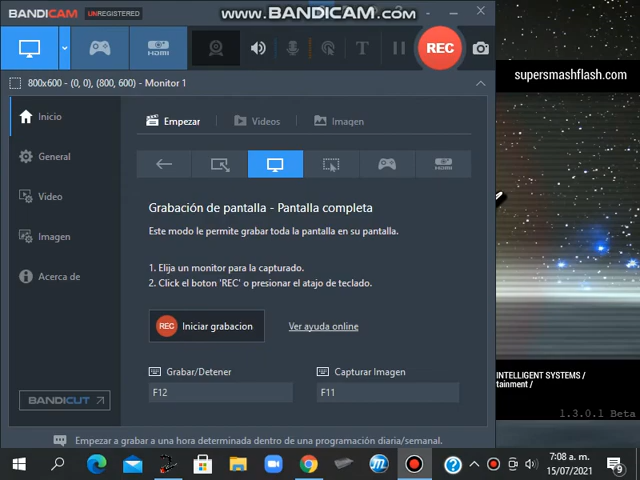 BANDICAM UNREGISTERED
www.BANDICAM.com
REC
800x600 - (0, 0), (800, 600) - Monitor 1
supersmashflash.com
Inicio
General
Video
Imagen
Acerca de
BANDICUT
Empezar
Videos
Imagen
HDMI
Grabación de pantalla - Pantalla completa
Este modo le permite grabar toda la pantalla en su pantalla.
1. Elija un monitor para la capturado.
2. Click el boton 'REC' o presionar el atajo de teclado.
REC Iniciar grabacion
Ver ayuda online
Grabar/Detener
F12
Capturar Imagen
F11
Empezar a grabar a una hora determinada dentro de una programación diaria/semanal.
INTELLIGENT SYSTEMS /
tainment /
1.3.0.1 Beta
7:08 a. m.
15/07/2021
9